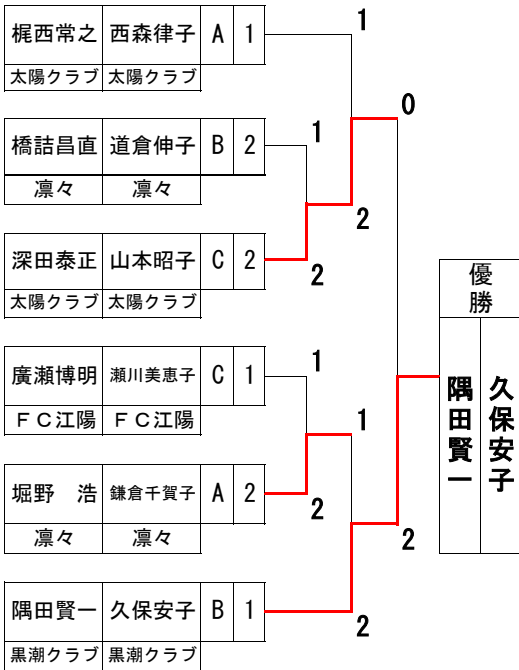 梶西常之 西森律子 A 1
太陽クラブ 太陽クラブ
1
0
橋詰昌直 道倉伸子 B 2
凛々 凛々
1
2
深田泰正 山本昭子 C 2
太陽クラブ 太陽クラブ
2
優勝
隅田賢一
久保安子
廣瀬博明 瀬川美恵子 C 1
ＦＣ江陽 ＦＣ江陽
1
1
堀野　浩 鎌倉千賀子 A 2
凛々 凛々
2
2
隅田賢一 久保安子 B 1
黒潮クラブ 黒潮クラブ
2